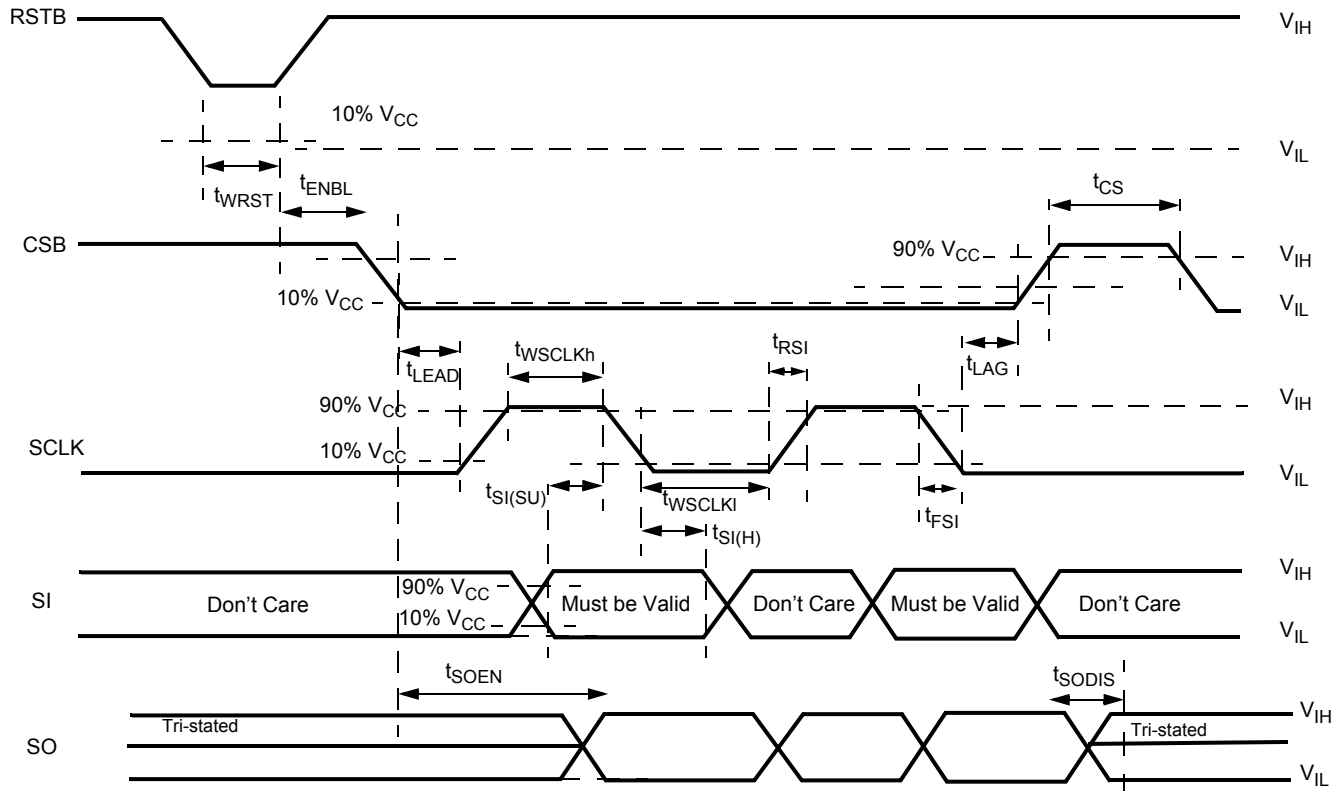 RSTB
V_IH
10% V_CC
V_IL
t_WRST
t_ENBL
t_CS
CSB
90% V_CC
V_IH
10% V_CC
V_IL
t_LEAD
t_WSCLKh
t_RSI
t_LAG
90% V_CC
V_IH
SCLK
10% V_CC
V_IL
t_SI(SU)
t_WSCLKl
t_FSI
t_SI(H)
SI
Don't Care
90% V_CC
10% V_CC
Must be Valid
Don't Care
Must be Valid
Don't Care
V_IH
V_IL
t_SOEN
t_SODIS
SO
Tri-stated
Tri-stated
V_IH
V_IL